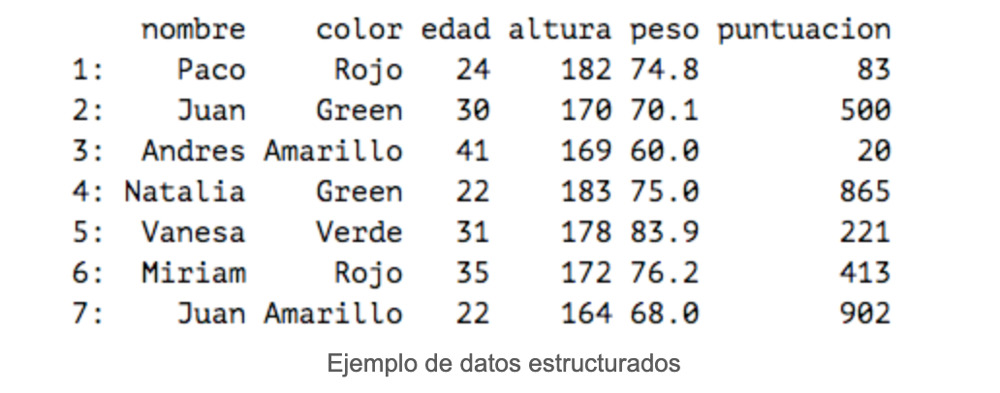 nombre color edad altura peso puntuacion
1: Paco Rojo 24 182 74.8 83
2: Juan Green 30 170 70.1 500
3: Andres Amarillo 41 169 60.0 20
4: Natalia Green 22 183 75.0 865
5: Vanesa Verde 31 178 83.9 221
6: Miriam Rojo 35 172 76.2 413
7: Juan Amarillo 22 164 68.0 902
Ejemplo de datos estructurados